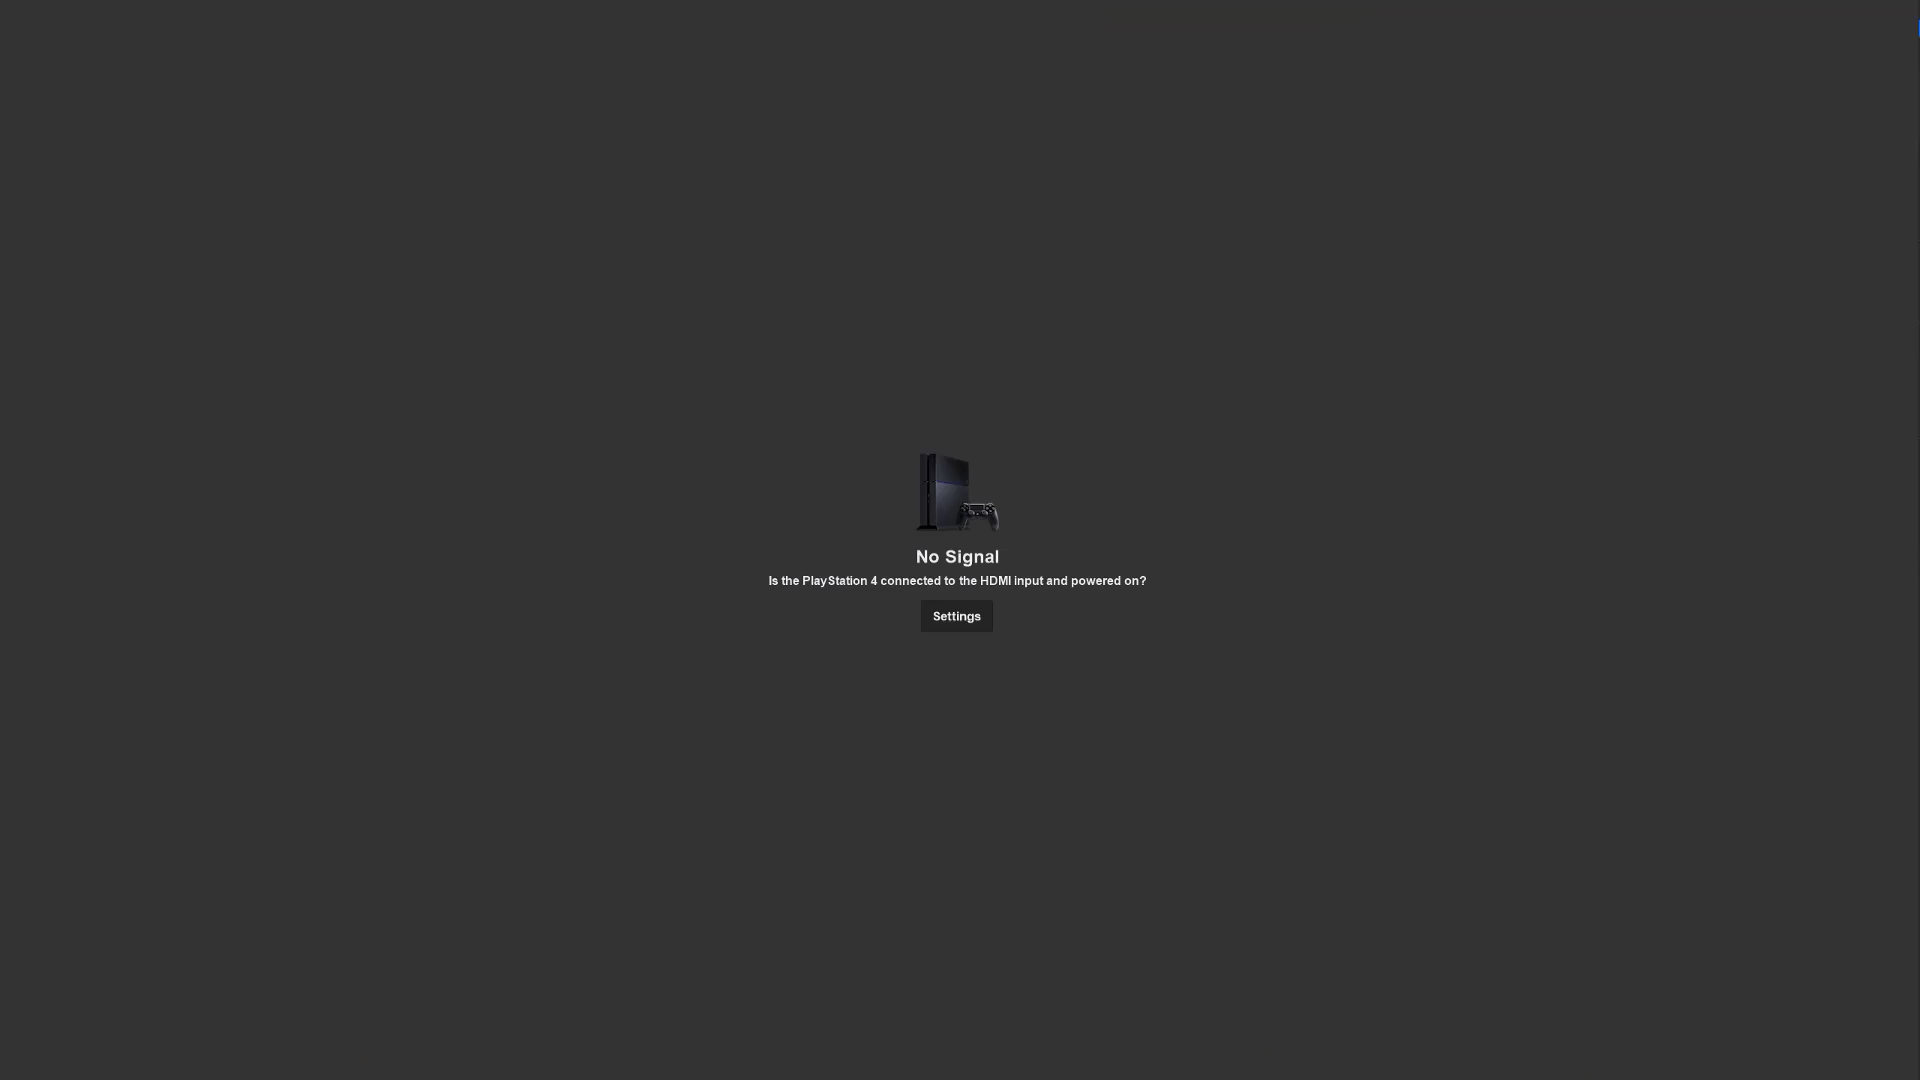 No Signal
Is the PlayStation 4 connected to the HDMI input and powered on?
Settings